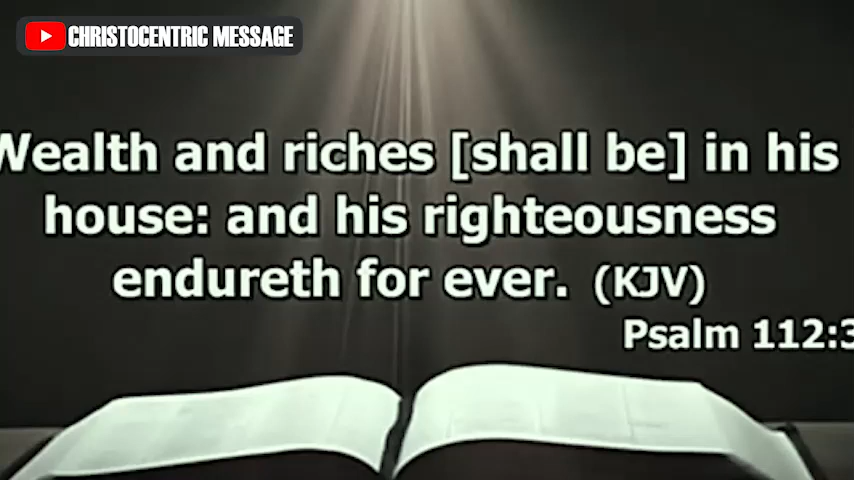 CHRISTOCENTRIC MESSAGE
Wealth and riches [shall be] in his
house: and his righteousness
endureth for ever. (KJV)
Psalm 112:3